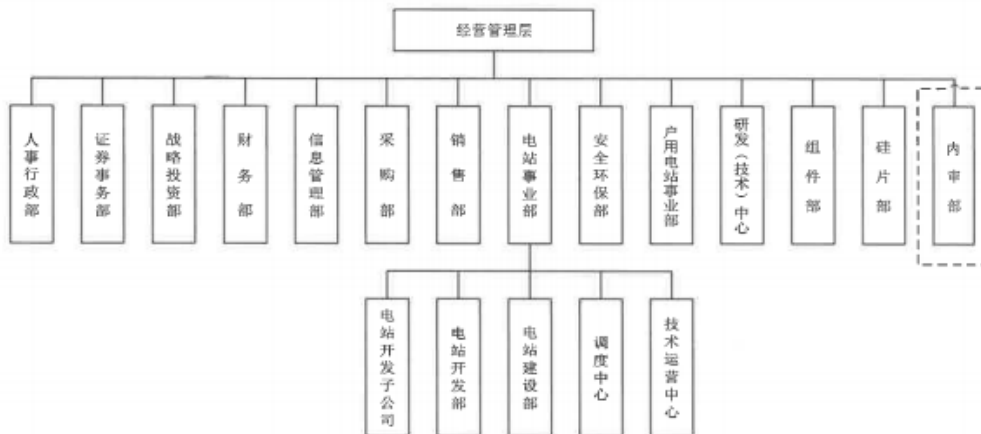 经营管理层
人事行政部
证券事务部
战略投资部
财务部
信息管理部
采购部
销售部
电站事业部
安全环保部
户用电站事业部
研发（技术）中心
组件部
硅片部
内审部
电站开发子公司
电站开发部
电站建设部
调度中心
技术运营中心